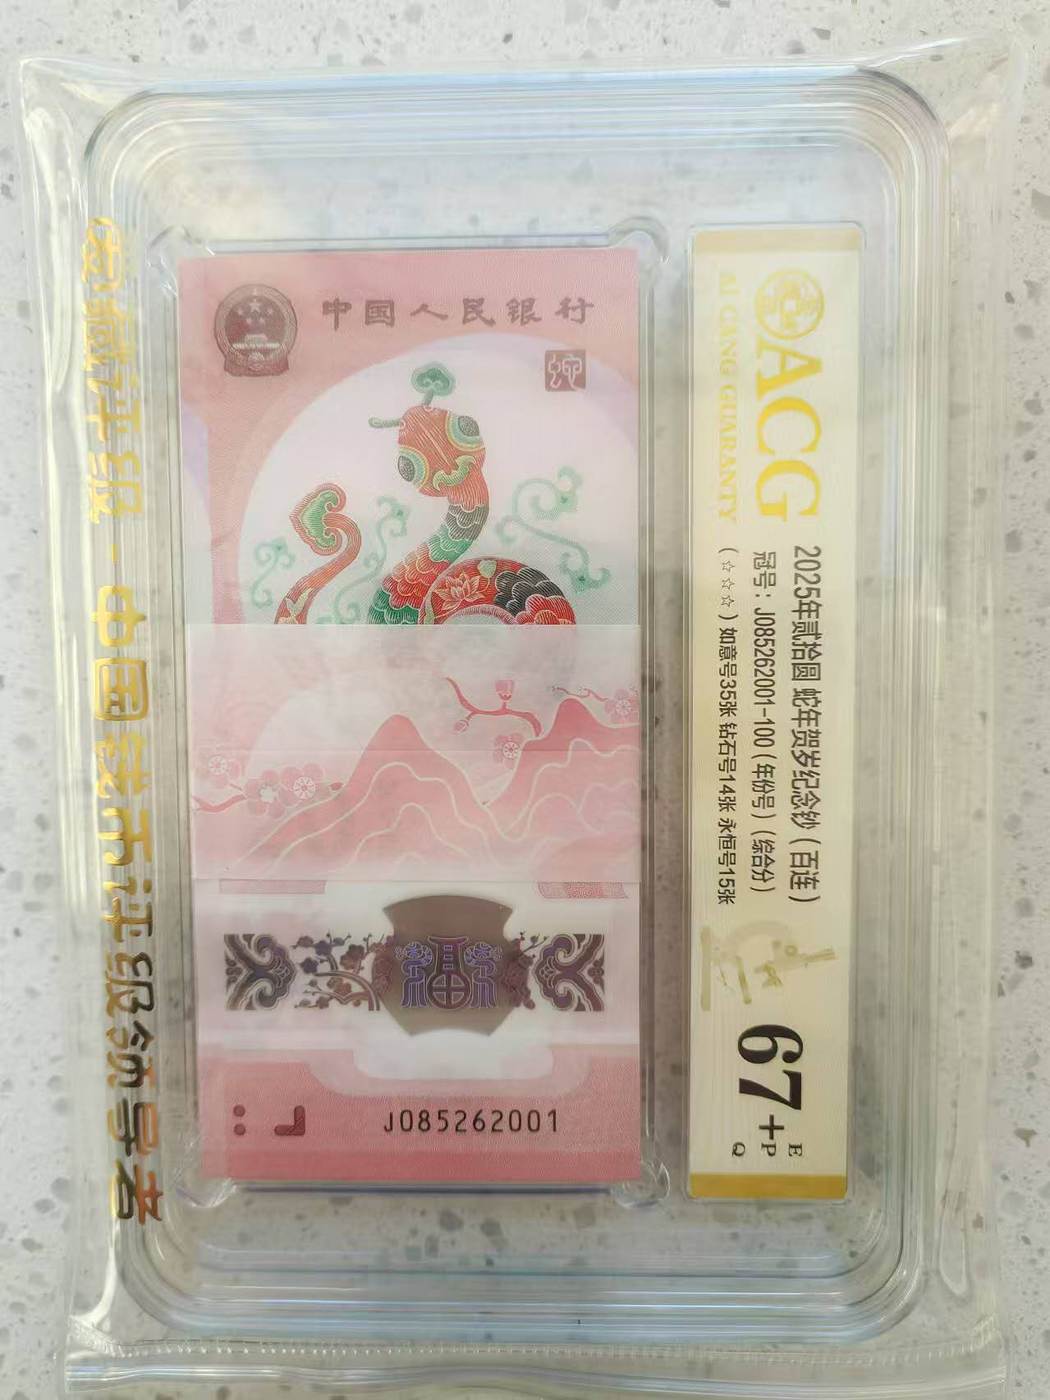 中国人民银行
蛇
福
J085262001
ACG
AI CANG GUARANTY
2025年贰拾圆 蛇年贺岁纪念钞（百连）
冠号：J085262001-100（年份号）（综合分）
（☆☆☆）如意号35张 钻石号14张 永恒号15张
67+
E
P
Q
爱藏评级-中国钱币评级领导者